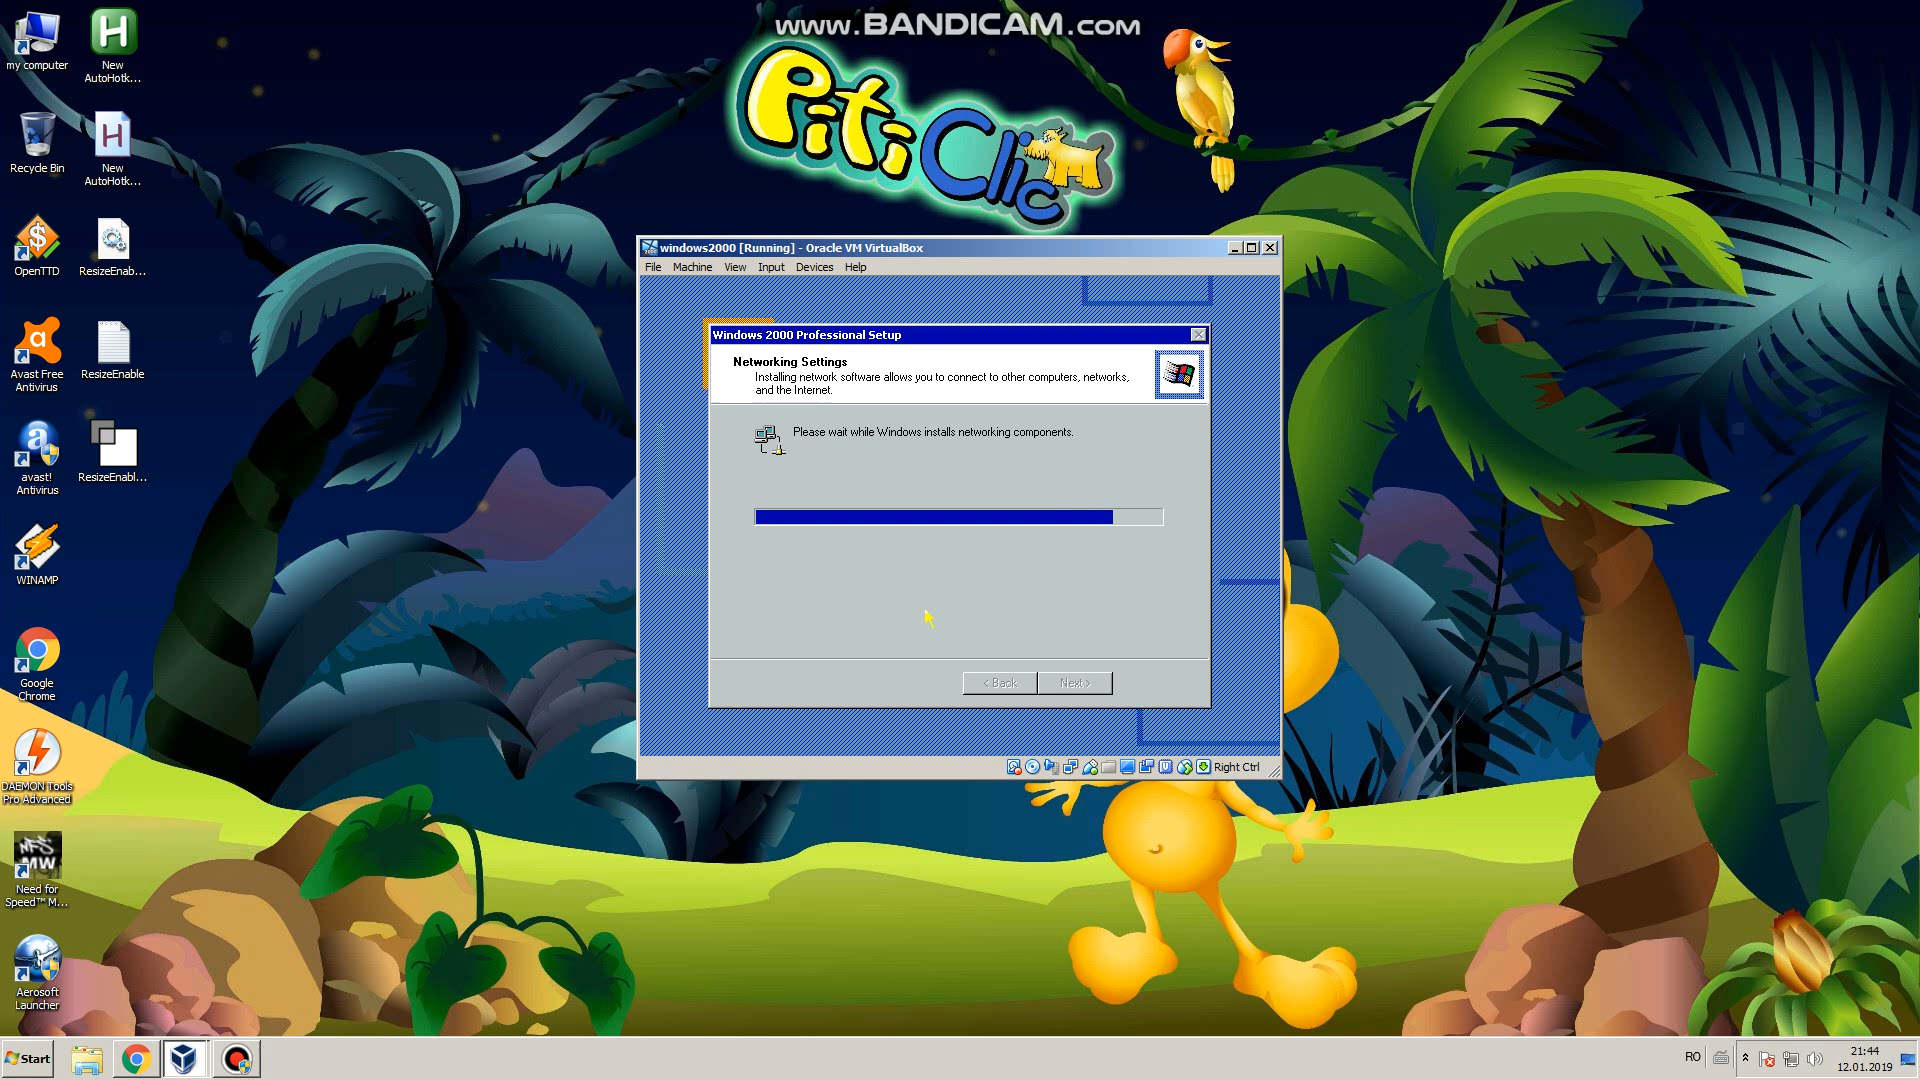 www.BANDICAM.com
PitiClic
my computer
New
AutoHotk...
Recycle Bin
New
AutoHotk...
OpenTTD
ResizeEnab...
Avast Free
Antivirus
ResizeEnable
avast!
Antivirus
ResizeEnabl...
WINAMP
Google
Chrome
DAEMON Tools
Pro Advanced
NFS
MW
Need for
Speed™ M...
Aerosoft
Launcher
windows2000 [Running] - Oracle VM VirtualBox
File Machine View Input Devices Help
Windows 2000 Professional Setup
Networking Settings
Installing network software allows you to connect to other computers, networks,
and the Internet.
Please wait while Windows installs networking components.
< Back Next >
Right Ctrl
Start
RO
21:44
12.01.2019